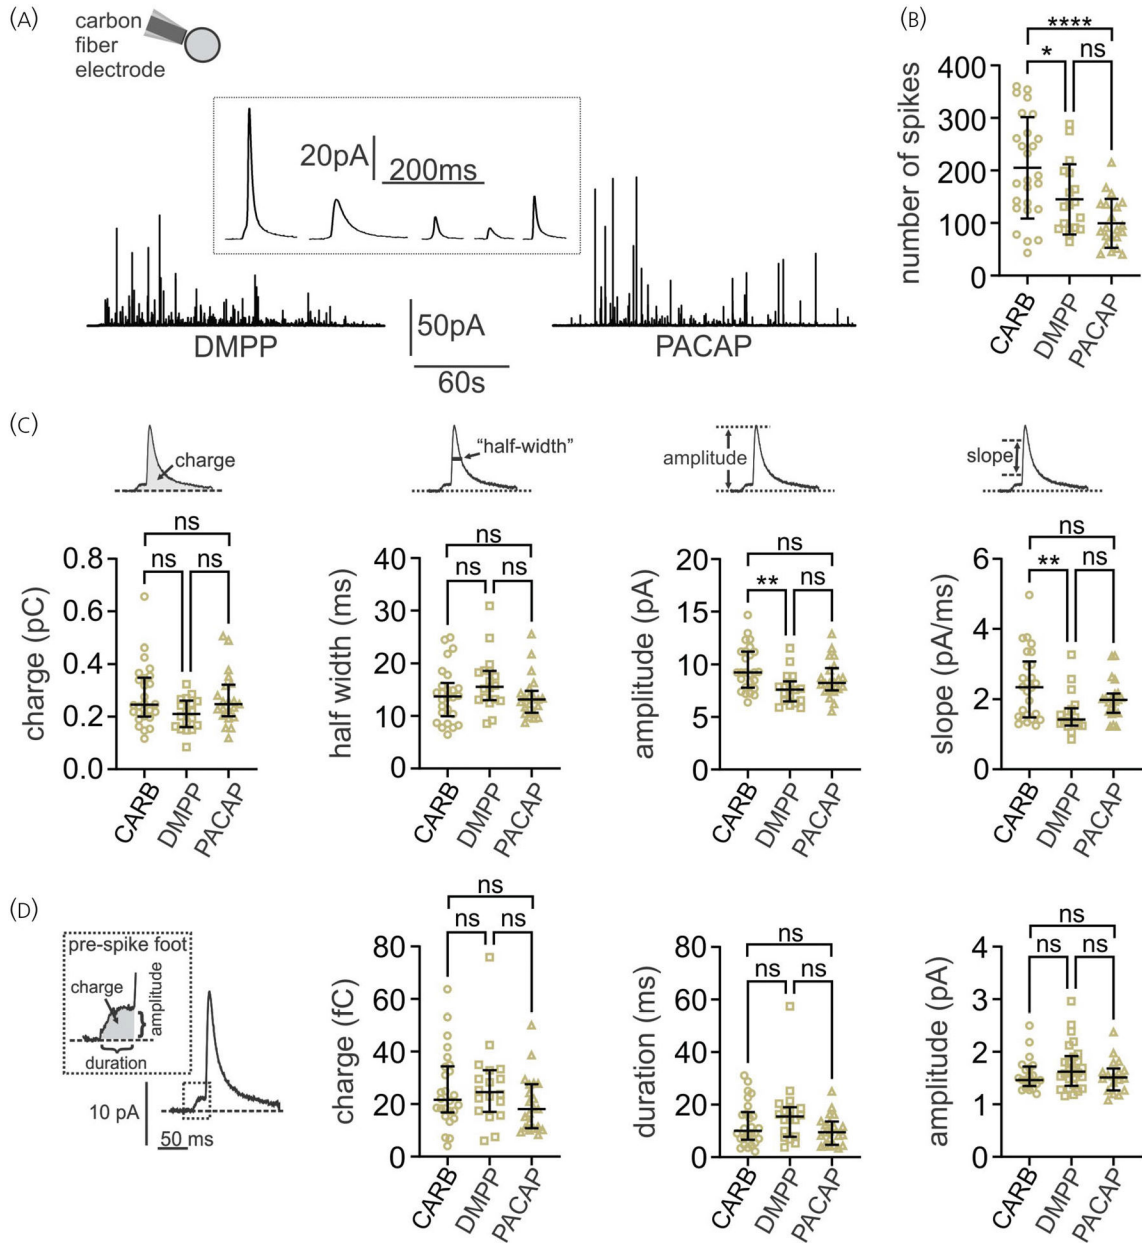 (A)
carbon
fiber
electrode
20pA
200ms
DMPP
50pA
60s
PACAP
(B)
****
* ns
number of spikes
400
300
200
100
0
CARB DMPP PACAP
(C)
charge
"half-width"
amplitude
slope
ns
ns ns
charge (pC)
0.8
0.6
0.4
0.2
0.0
CARB DMPP PACAP
ns
ns ns
half width (ms)
40
30
20
10
0
CARB DMPP PACAP
ns
** ns
amplitude (pA)
20
15
10
5
0
CARB DMPP PACAP
ns
** ns
slope (pA/ms)
6
4
2
0
CARB DMPP PACAP
(D)
pre-spike foot
charge
amplitude
duration
10 pA
50 ms
ns
ns ns
charge (fC)
80
60
40
20
0
CARB DMPP PACAP
ns
ns ns
duration (ms)
80
60
40
20
0
CARB DMPP PACAP
ns
ns ns
amplitude (pA)
4
3
2
1
0
CARB DMPP PACAP